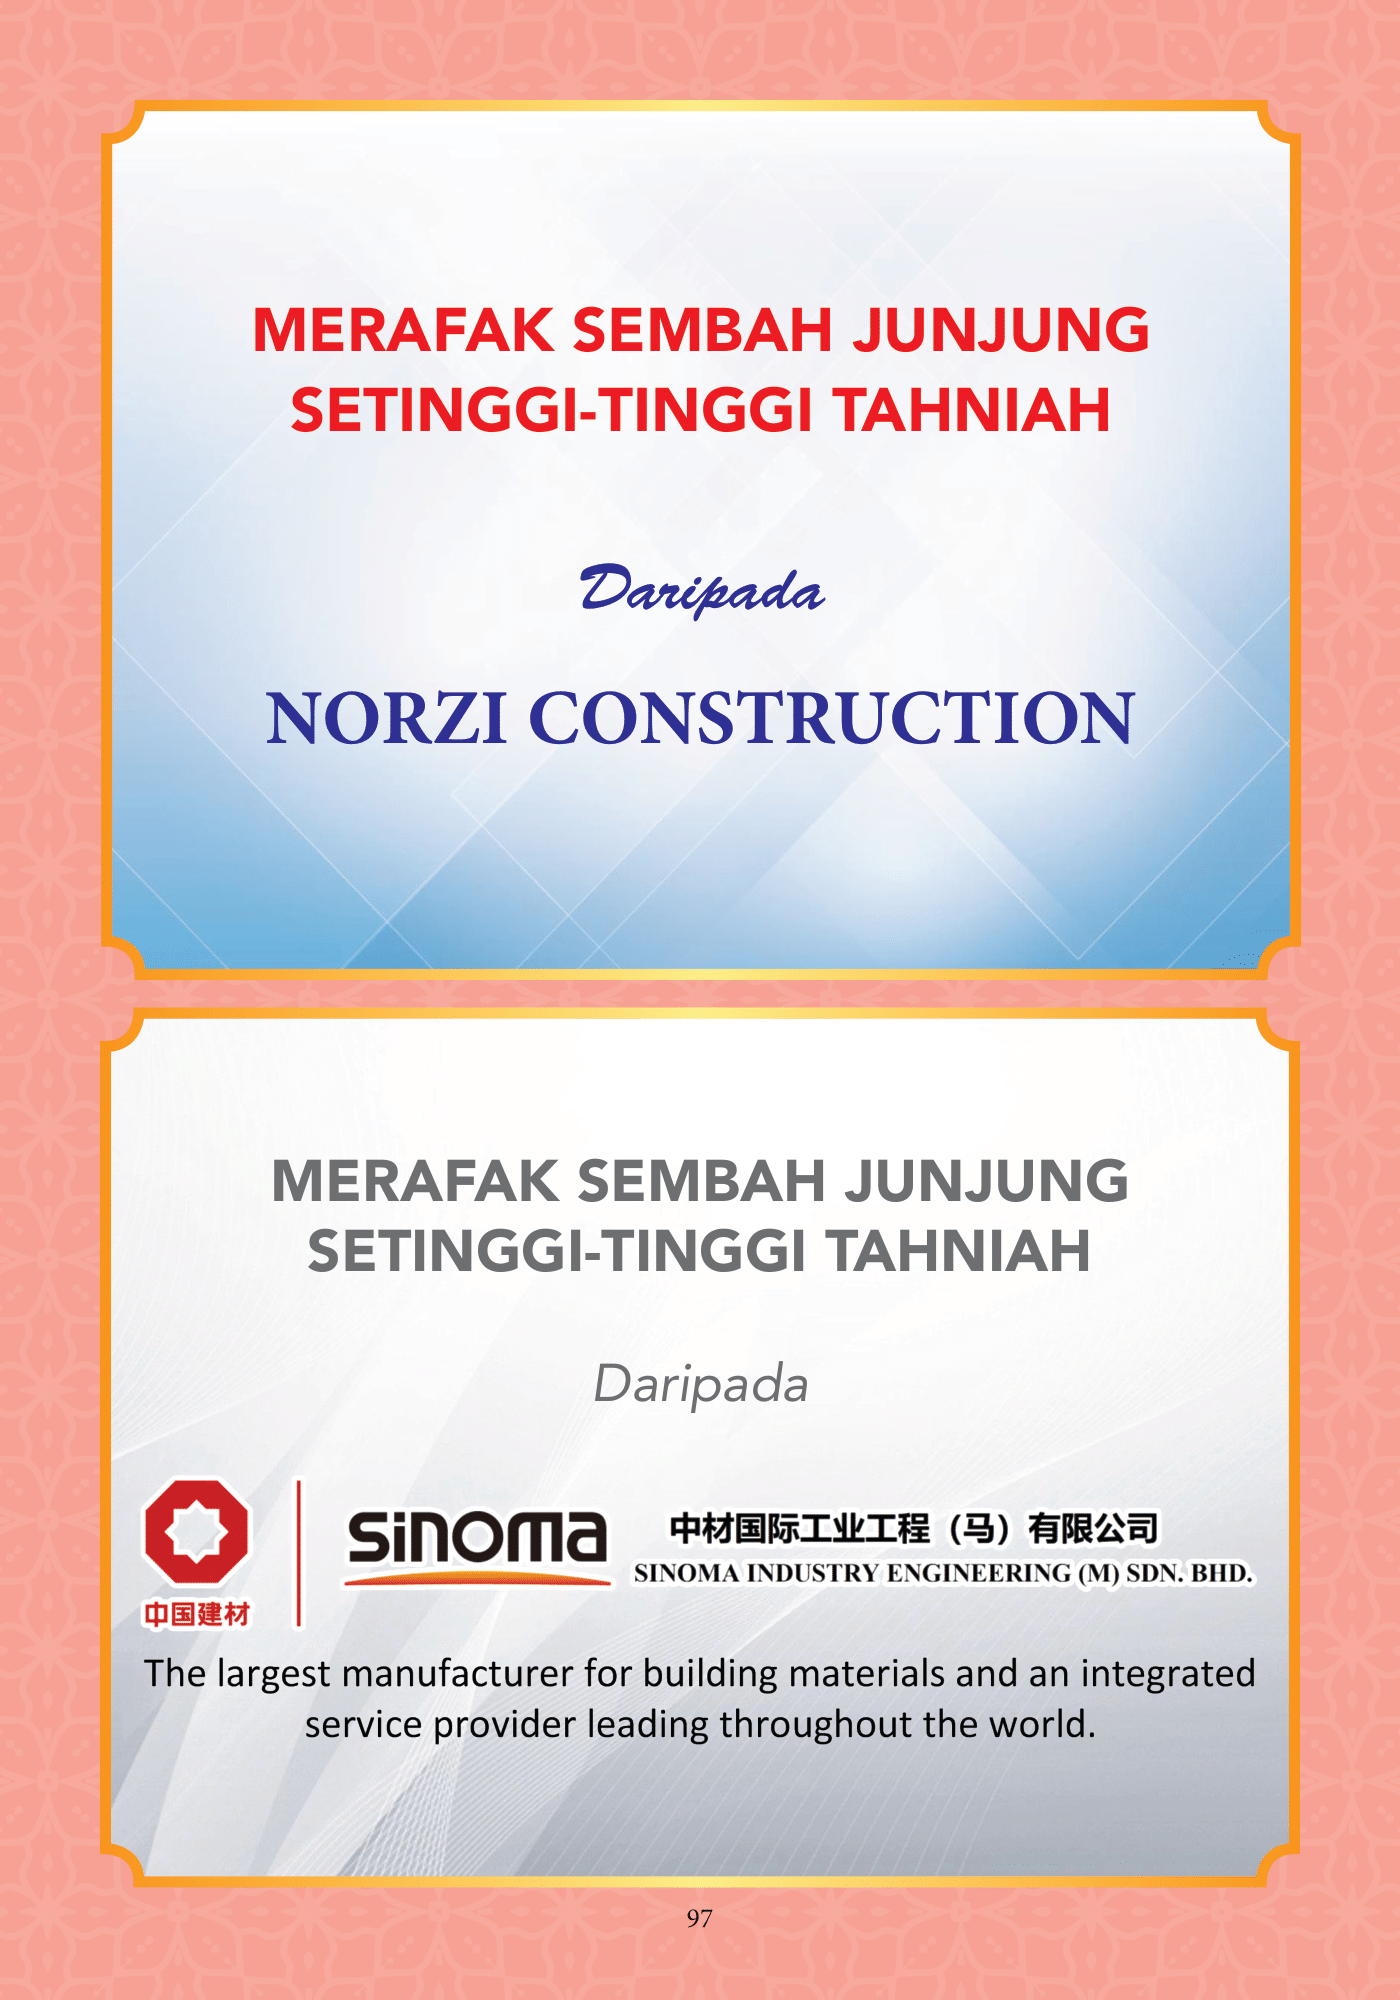 MERAFAK SEMBAH JUNJUNG
SETINGGI-TINGGI TAHNIAH
Daripada
NORZI CONSTRUCTION
MERAFAK SEMBAH JUNJUNG
SETINGGI-TINGGI TAHNIAH
Daripada
中国建材
sinoma
中材国际工业工程（马）有限公司
SINOMA INDUSTRY ENGINEERING (M) SDN. BHD.
The largest manufacturer for building materials and an integrated
service provider leading throughout the world.
97